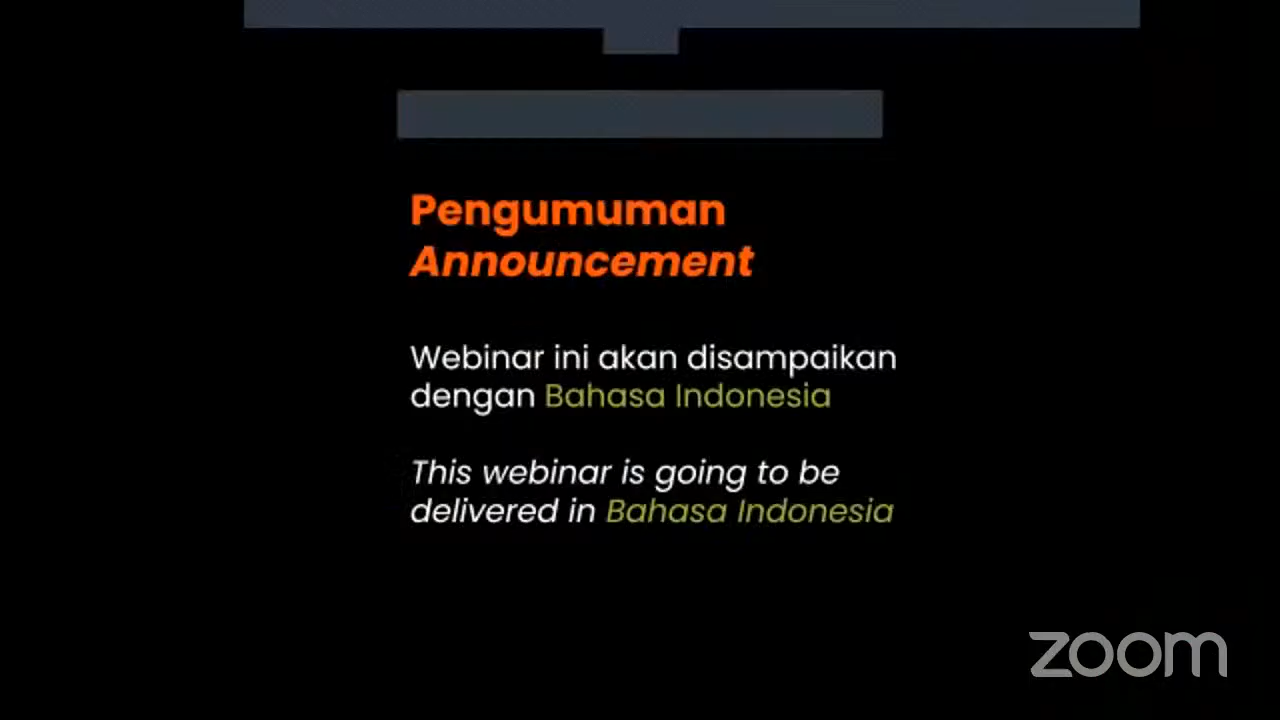 Pengumuman
Announcement
Webinar ini akan disampaikan
dengan Bahasa Indonesia
This webinar is going to be
delivered in Bahasa Indonesia
zoom